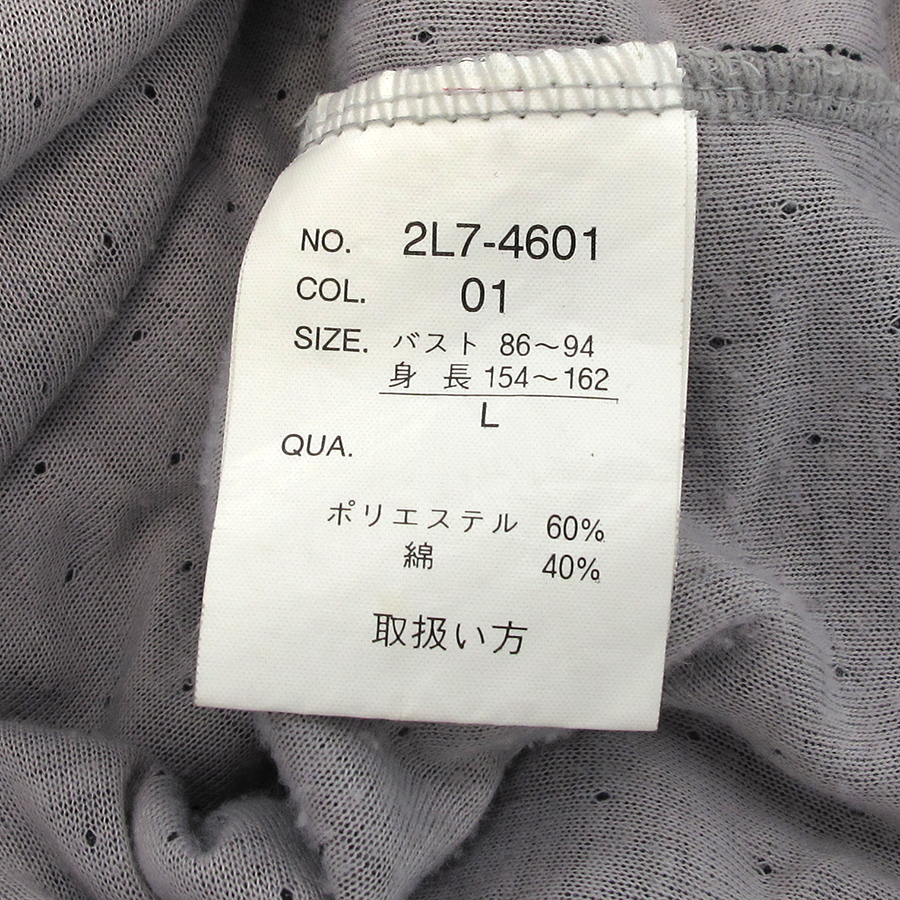 NO. 2L7-4601
COL. 01
SIZE. バスト 86～94
身 長 154～162
L
QUA.
ポリエステル 60%
綿 40%
取扱い方